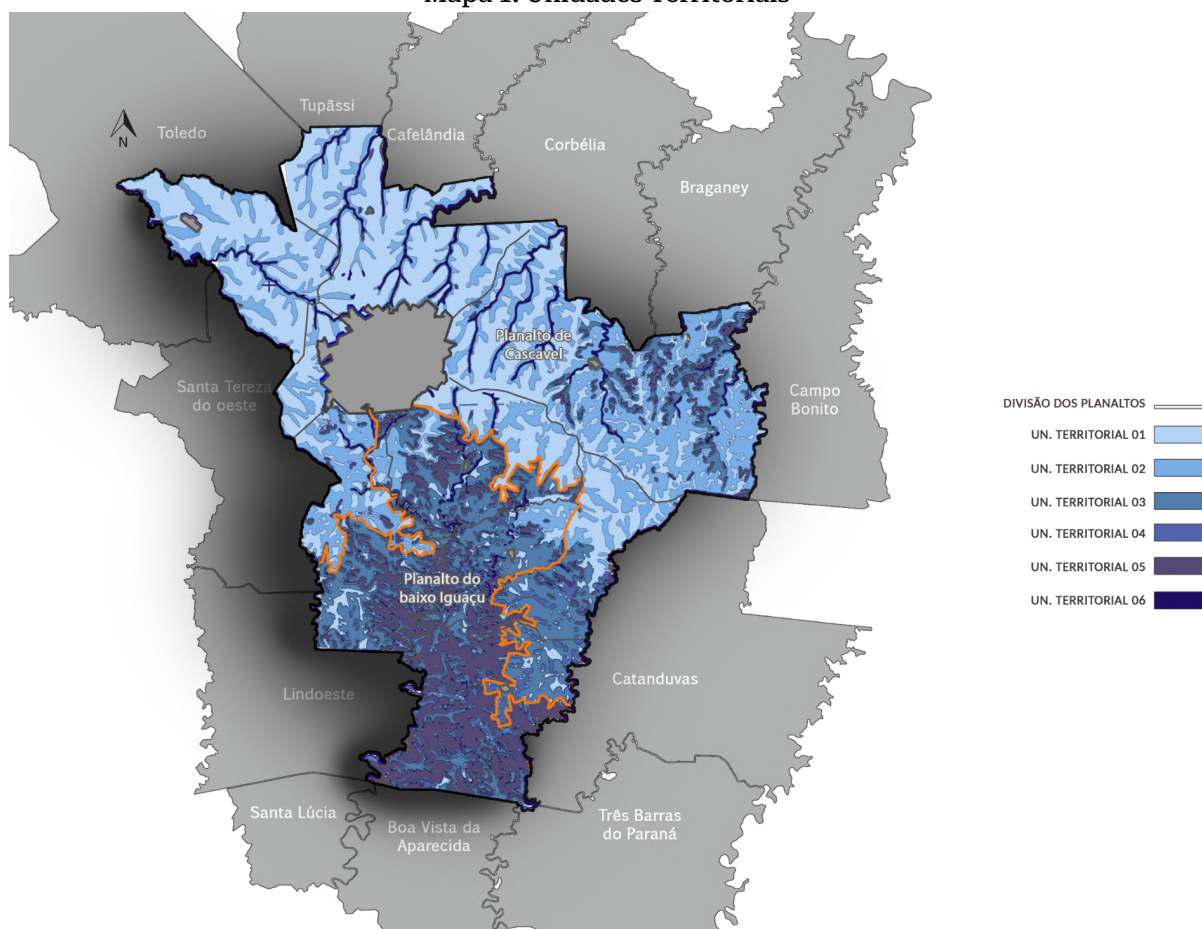 Mapa 1: Unidades Territoriais
Tupãssi
Toledo
Cafelândia
Corbélia
N
Braganey
Planalto de
Cascavel
Santa Tereza
do oeste
Campo
Bonito
DIVISÃO DOS PLANALTOS
UN. TERRITORIAL 01
UN. TERRITORIAL 02
UN. TERRITORIAL 03
UN. TERRITORIAL 04
UN. TERRITORIAL 05
UN. TERRITORIAL 06
Planalto do
baixo Iguaçu
Lindoeste
Catanduvas
Santa Lúcia
Boa Vista da
Aparecida
Três Barras
do Paraná